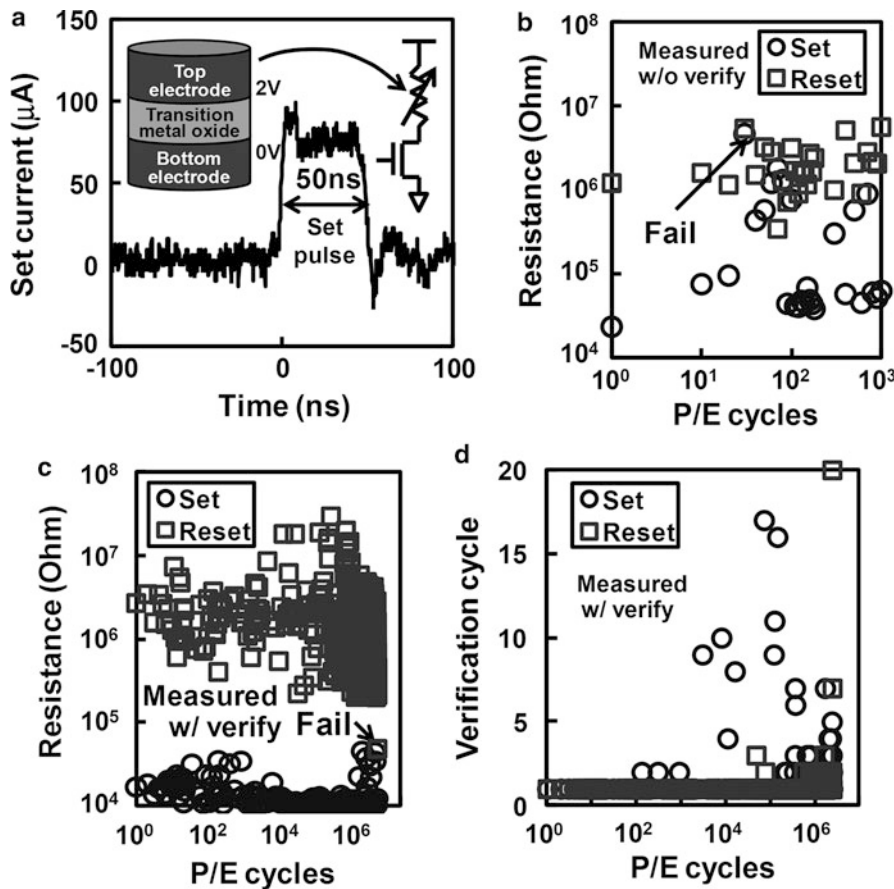 a
150
100
50
0
-50
Set current (μA)
Top
electrode
Transition
metal oxide
Bottom
electrode
2V
0V
50ns
Set
pulse
-100
0
100
Time (ns)
b
10⁸
10⁷
10⁶
10⁵
10⁴
Resistance (Ohm)
Measured
w/o verify
Set
Reset
Fail
10⁰
10¹
10²
10³
P/E cycles
c
10⁸
10⁷
10⁶
10⁵
10⁴
Resistance (Ohm)
Set
Reset
Measured
w/ verify
Fail
10⁰
10²
10⁴
10⁶
P/E cycles
d
20
15
10
5
0
Verification cycle
Set
Reset
Measured
w/ verify
10⁰
10²
10⁴
10⁶
P/E cycles